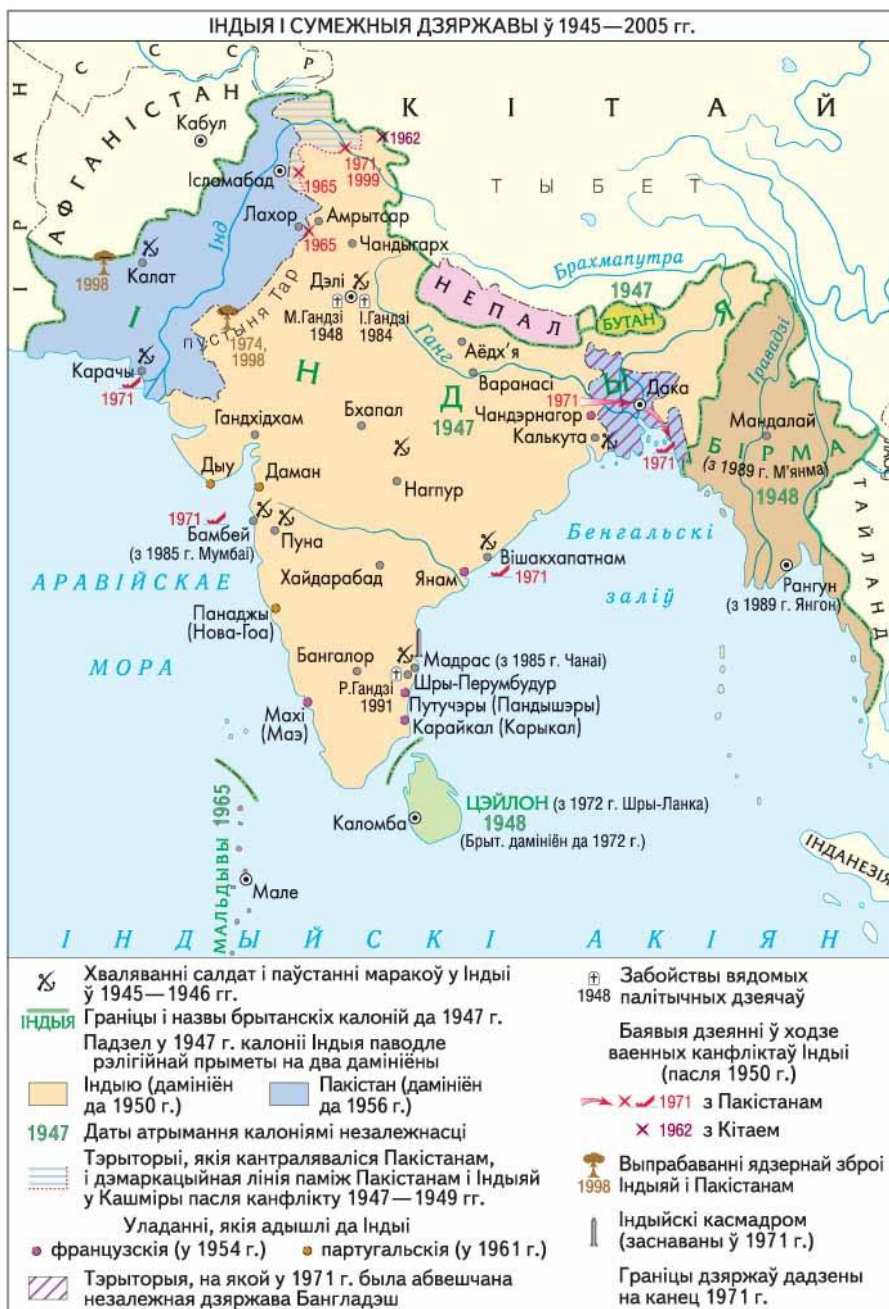 ІНДЫЯ І СУМЕЖНЫЯ ДЗЯРЖАВЫ ў 1945—2005 гг.
С С С Р
ІРАН
АФГАНІСТАН
КІТАЙ
Кабул
1962
1971,
1999
Ісламабад
1965
ТЫБЕТ
Лахор
Амрытсар
1965
Інд
Чандыгарх
1998
Калат
Брахмапутра
Дэлі
НЕПАЛ
1947
БУТАН
ПУСТЫНЯ Тар
М.Гандзі
1948
І.Гандзі
1984
1974,
1998
Ганг
Аёдх'я
Іравадзі
ІНДЫЯ
Карачы
1971
Варанасі
1971
Дака
Гандхідхам
Бхапал
1947
Чандэрнагор
Калькута
Мандалай
БІРМА
(з 1989 г. М'янма)
1948
1971
ЛАОС
Дыу
Даман
Нагпур
1971
Бамбей
(з 1985 г. Мумбаі)
Пуна
Бенгальскі
заліў
ТАЙЛАНД
Вішакхапатнам
1971
АРАВІЙСКАЕ
МОРА
Хайдарабад
Янам
Рангун
(з 1989 г. Янгон)
Панаджы
(Нова-Гоа)
Бангалор
Мадрас (з 1985 г. Чанаі)
Р.Гандзі
1991
Шры-Перумбудур
Путучэры (Пандышэры)
Махі
(Маэ)
Карайкал (Карыкал)
МАЛЬДЫВЫ 1965
ЦЭЙЛОН (з 1972 г. Шры-Ланка)
Каломба
1948
(Брыт. дамініён да 1972 г.)
ІНДАНЕЗІЯ
Мале
ІНДЫЙСКІ АКІЯН
Хваляванні салдат і паўстанні маракоў у Індыі
ў 1945—1946 гг.
ІНДЫЯ Граніцы і назвы брытанскіх калоній да 1947 г.
Падзел у 1947 г. калоніі Індыя паводле
рэлігійнай прыметы на два дамініёны
Індыю (дамініён
да 1950 г.)
Пакістан (дамініён
да 1956 г.)
1947 Даты атрымання калоніямі незалежнасці
Тэрыторыі, якія кантраляваліся Пакістанам,
і дэмаркацыйная лінія паміж Пакістанам і Індыяй
у Кашміры пасля канфлікту 1947—1949 гг.
Уладанні, якія адышлі да Індыі
французскія (у 1954 г.) партугальскія (у 1961 г.)
Тэрыторыя, на якой у 1971 г. была абвешчана
незалежная дзяржава Бангладэш
1948
Забойствы вядомых
палітычных дзеячаў
Баявыя дзеянні ў ходзе
ваенных канфліктаў Індыі
(пасля 1950 г.)
1971 з Пакістанам
1962 з Кітаем
1998
Выпрабаванні ядзернай зброі
Індыяй і Пакістанам
Індыйскі касмадром
(заснаваны ў 1971 г.)
Граніцы дзяржаў дадзены
на канец 1971 г.